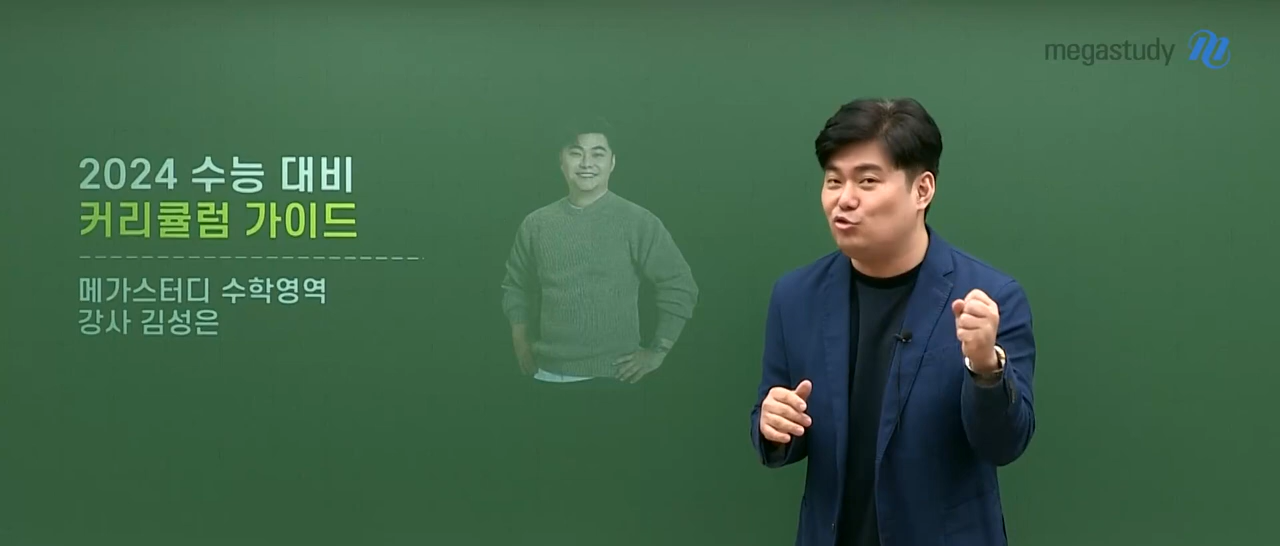 megastudy
2024 수능 대비
커리큘럼 가이드
메가스터디 수학영역
강사 김성은